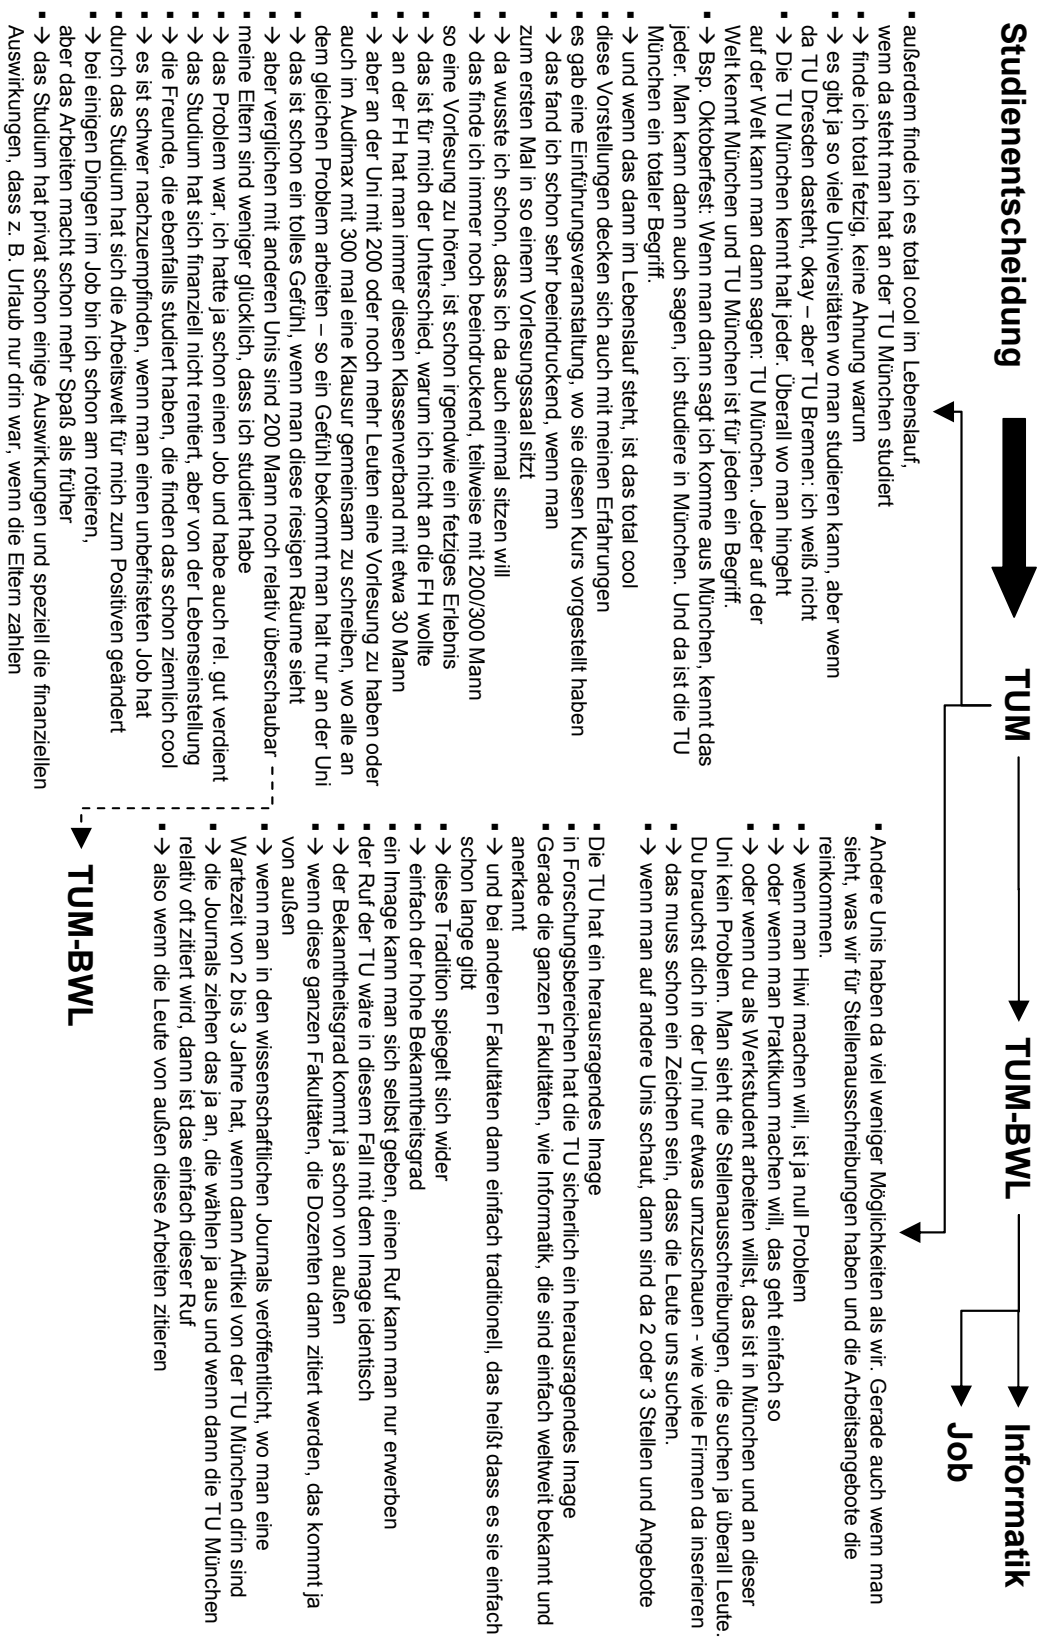 Studienentscheidung
TUM
TUM-BWL
Informatik
Job
▪ außerdem finde ich es total cool im Lebenslauf,
wenn da steht man hat an der TU München studiert
▪ → finde ich total fetzig, keine Ahnung warum
▪ → es gibt ja so viele Universitäten wo man studieren kann, aber wenn
da TU Dresden dasteht, okay – aber TU Bremen: ich weiß nicht
▪ → Die TU München kennt halt jeder. Überall wo man hingeht
auf der Welt kann man dann sagen: TU München. Jeder auf der
Welt kennt München und TU München ist für jeden ein Begriff.
▪ → Bsp. Oktoberfest: Wenn man dann sagt ich komme aus München, kennt das
jeder. Man kann dann auch sagen, ich studiere in München. Und da ist die TU
München ein totaler Begriff.
▪ → und wenn das dann im Lebenslauf steht, ist das total cool
▪ diese Vorstellungen decken sich auch mit meinen Erfahrungen
▪ es gab eine Einführungsveranstaltung, wo sie diesen Kurs vorgestellt haben
▪ → das fand ich schon sehr beeindruckend, wenn man
zum ersten Mal in so einem Vorlesungssaal sitzt
▪ → da wusste ich schon, dass ich da auch einmal sitzen will
▪ → das finde ich immer noch beeindruckend, teilweise mit 200/300 Mann
so eine Vorlesung zu hören, ist schon irgendwie ein fetziges Erlebnis
▪ → das ist für mich der Unterschied, warum ich nicht an die FH wollte
▪ → an der FH hat man immer diesen Klassenverband mit etwa 30 Mann
▪ → aber an der Uni mit 200 oder noch mehr Leuten eine Vorlesung zu haben oder
auch im Audimax mit 300 mal eine Klausur gemeinsam zu schreiben, wo alle an
dem gleichen Problem arbeiten – so ein Gefühl bekommt man halt nur an der Uni
▪ → das ist schon ein tolles Gefühl, wenn man diese riesigen Räume sieht
▪ → aber verglichen mit anderen Unis sind 200 Mann noch relativ überschaubar
▪ meine Eltern sind weniger glücklich, dass ich studiert habe
▪ → das Problem war, ich hatte ja schon einen Job und habe auch rel. gut verdient
▪ → das Studium hat sich finanziell nicht rentiert, aber von der Lebenseinstellung
▪ → die Freunde, die ebenfalls studiert haben, die finden das schon ziemlich cool
▪ → es ist schwer nachzuempfinden, wenn man einen unbefristeten Job hat
▪ durch das Studium hat sich die Arbeitswelt für mich zum Positiven geändert
▪ → bei einigen Dingen im Job bin ich schon am rotieren,
aber das Arbeiten macht schon mehr Spaß als früher
▪ → das Studium hat privat schon einige Auswirkungen und speziell die finanziellen
Auswirkungen, dass z. B. Urlaub nur drin war, wenn die Eltern zahlen
▪ Andere Unis haben da viel weniger Möglichkeiten als wir. Gerade auch wenn man
sieht, was wir für Stellenausschreibungen haben und die Arbeitsangebote die
reinkommen.
▪ → wenn man Hiwi machen will, ist ja null Problem
▪ → oder wenn man Praktikum machen will, das geht einfach so
▪ → oder wenn du als Werkstudent arbeiten willst, das ist in München und an dieser
Uni kein Problem. Man sieht die Stellenausschreibungen, die suchen ja überall Leute.
Du brauchst dich in der Uni nur etwas umzuschauen - wie viele Firmen da inserieren
▪ → das muss schon ein Zeichen sein, dass die Leute uns suchen.
▪ → wenn man auf andere Unis schaut, dann sind da 2 oder 3 Stellen und Angebote
▪ Die TU hat ein herausragendes Image
▪ in Forschungsbereichen hat die TU sicherlich ein herausragendes Image
▪ Gerade die ganzen Fakultäten, wie Informatik, die sind einfach weltweit bekannt und
anerkannt
▪ → und bei anderen Fakultäten dann einfach traditionell, das heißt dass es sie einfach
schon lange gibt
▪ → diese Tradition spiegelt sich wider
▪ → einfach der hohe Bekanntheitsgrad
▪ ein Image kann man sich selbst geben, einen Ruf kann man nur erwerben
▪ der Ruf der TU wäre in diesem Fall mit dem Image identisch
▪ → der Bekanntheitsgrad kommt ja schon von außen
▪ → wenn diese ganzen Fakultäten, die Dozenten dann zitiert werden, das kommt ja
von außen
▪ → wenn man in den wissenschaftlichen Journals veröffentlicht, wo man eine
Wartezeit von 2 bis 3 Jahre hat, wenn dann Artikel von der TU München drin sind
▪ → die Journals ziehen das ja an, die wählen ja aus und wenn dann die TU München
relativ oft zitiert wird, dann ist das einfach dieser Ruf
▪ → also wenn die Leute von außen diese Arbeiten zitieren
TUM-BWL